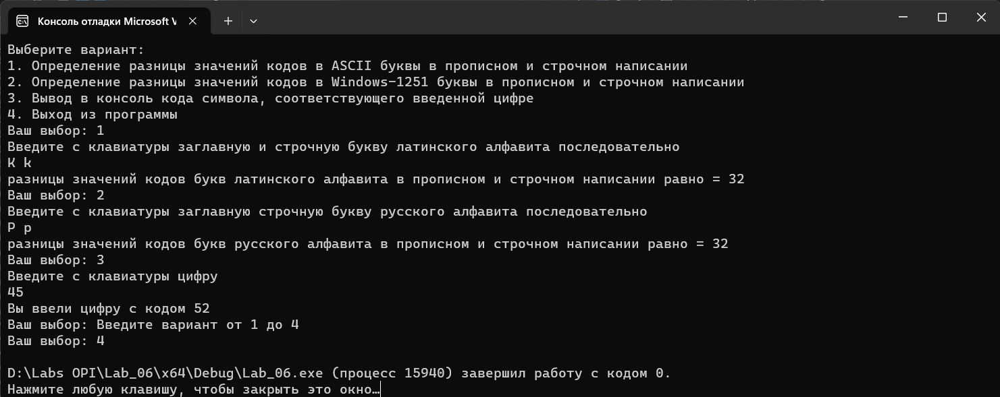 Консоль отладки Microsoft V
Выберите вариант:
1. Определение разницы значений кодов в ASCII буквы в прописном и строчном написании
2. Определение разницы значений кодов в Windows-1251 буквы в прописном и строчном написании
3. Вывод в консоль кода символа, соответствующего введенной цифре
4. Выход из программы
Ваш выбор: 1
Введите с клавиатуры заглавную и строчную букву латинского алфавита последовательно
K k
разницы значений кодов букв латинского алфавита в прописном и строчном написании равно = 32
Ваш выбор: 2
Введите с клавиатуры заглавную строчную букву русского алфавита последовательно
Р р
разницы значений кодов букв русского алфавита в прописном и строчном написании равно = 32
Ваш выбор: 3
Введите с клавиатуры цифру
45
Вы ввели цифру с кодом 52
Ваш выбор: Введите вариант от 1 до 4
Ваш выбор: 4
D:\Labs OPI\Lab_06\x64\Debug\Lab_06.exe (процесс 15940) завершил работу с кодом 0.
Нажмите любую клавишу, чтобы закрыть это окно…